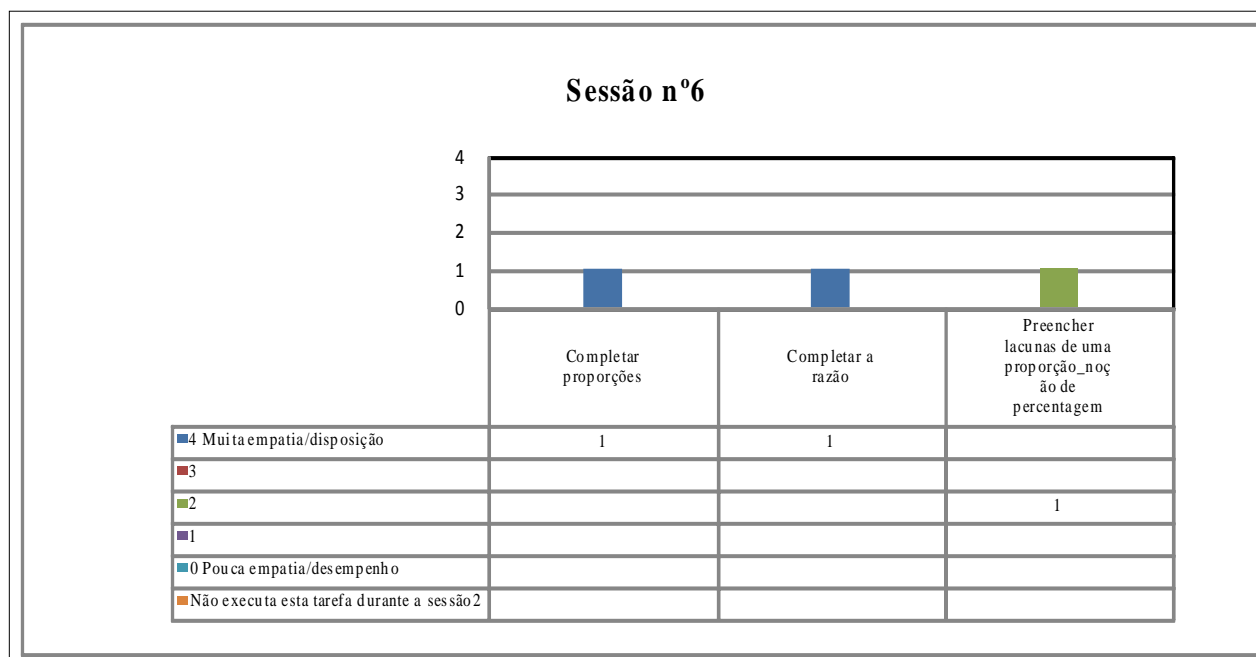 Sessão nº6
4
3
2
1
0
Completar
proporções
Completar a
razão
Preencher
lacunas de uma
proporção_noç
ão de
percentagem
4 Muita empatia/disposição 1 1
3
2 1
1
0 Pouca empatia/desempenho
Não executa esta tarefa durante a sessão2